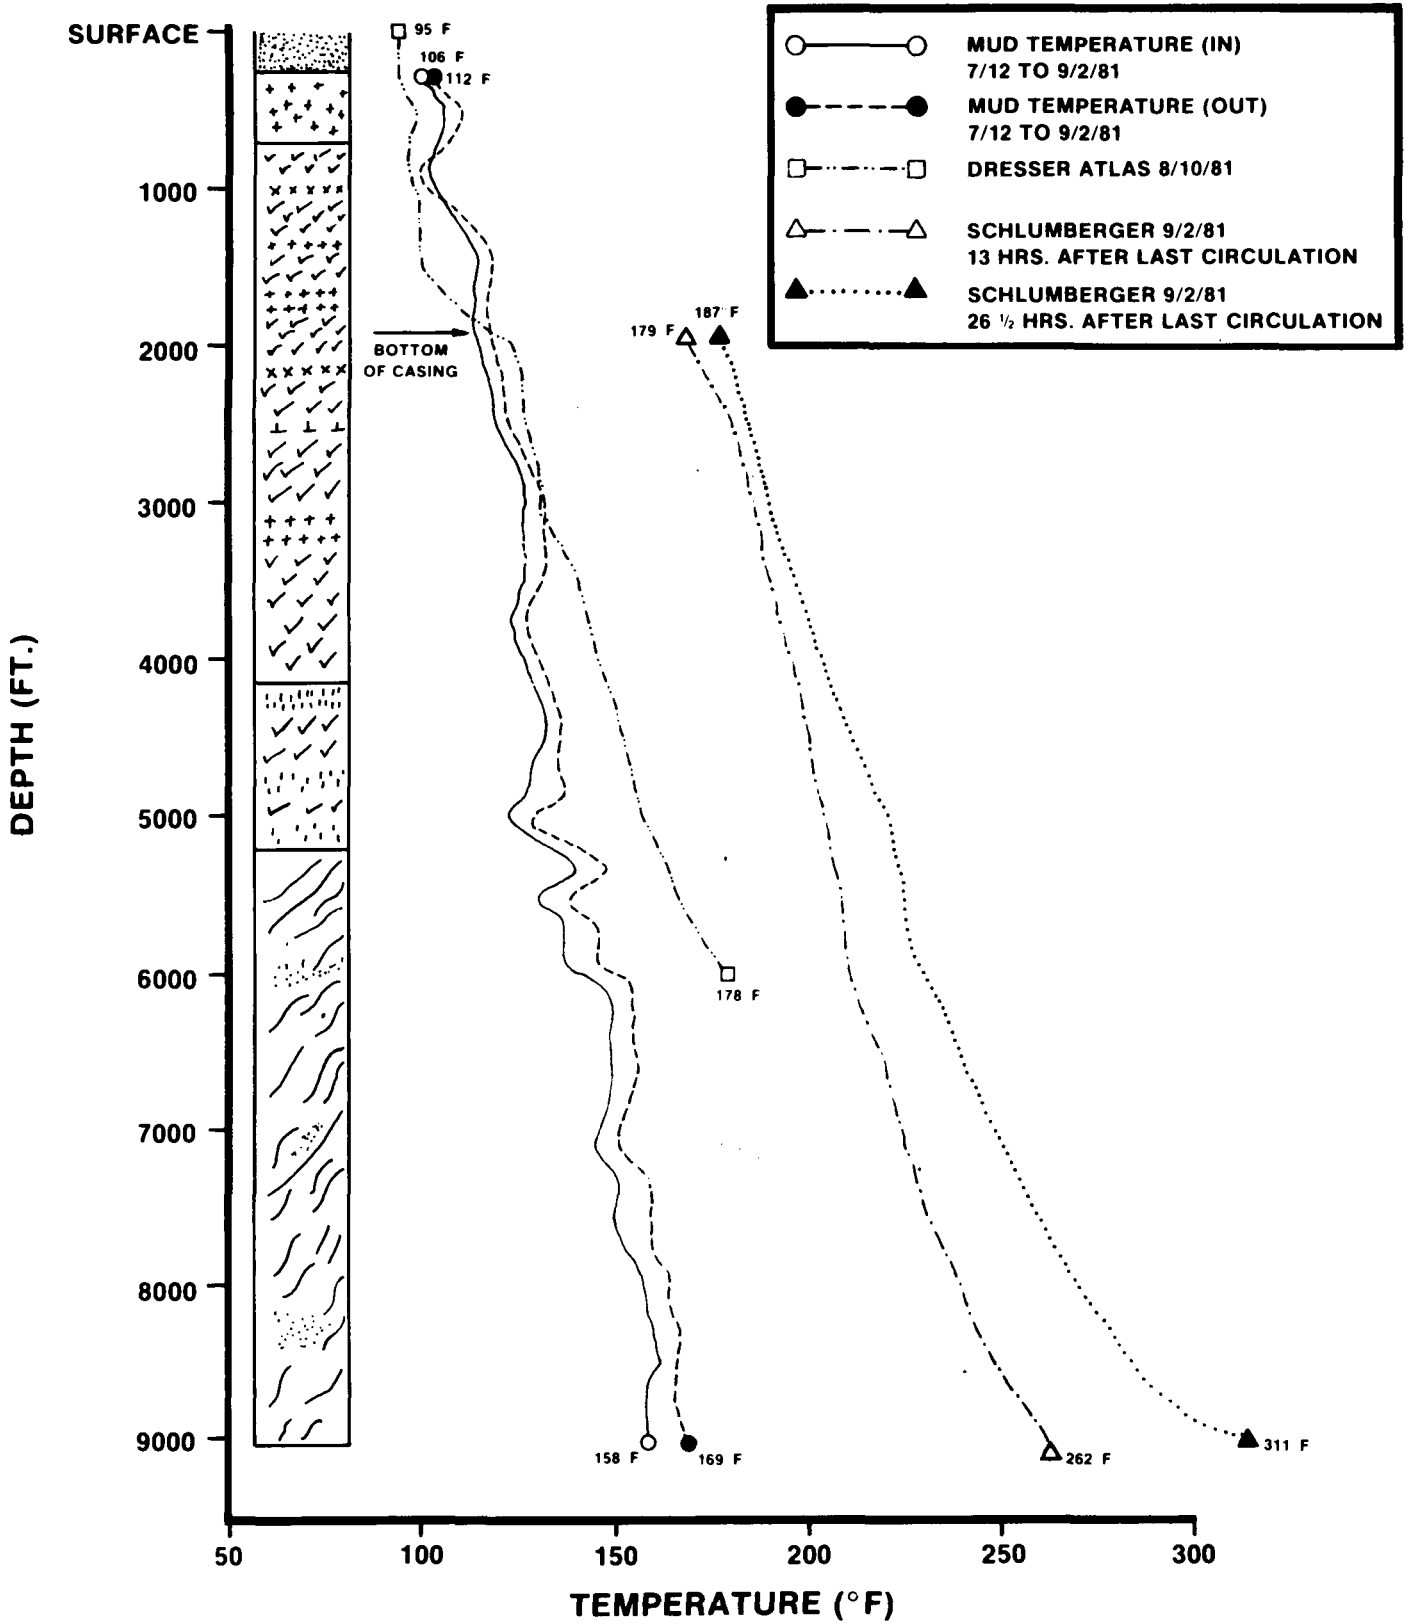 SURFACE
95 F
106 F
112 F
MUD TEMPERATURE (IN)
7/12 TO 9/2/81
MUD TEMPERATURE (OUT)
7/12 TO 9/2/81
DRESSER ATLAS 8/10/81
SCHLUMBERGER 9/2/81
13 HRS. AFTER LAST CIRCULATION
SCHLUMBERGER 9/2/81
26 1/2 HRS. AFTER LAST CIRCULATION
1000
2000
3000
4000
5000
6000
7000
8000
9000
DEPTH (FT.)
BOTTOM
OF CASING
179 F
187 F
178 F
158 F
169 F
262 F
311 F
50
100
150
200
250
300
TEMPERATURE (°F)